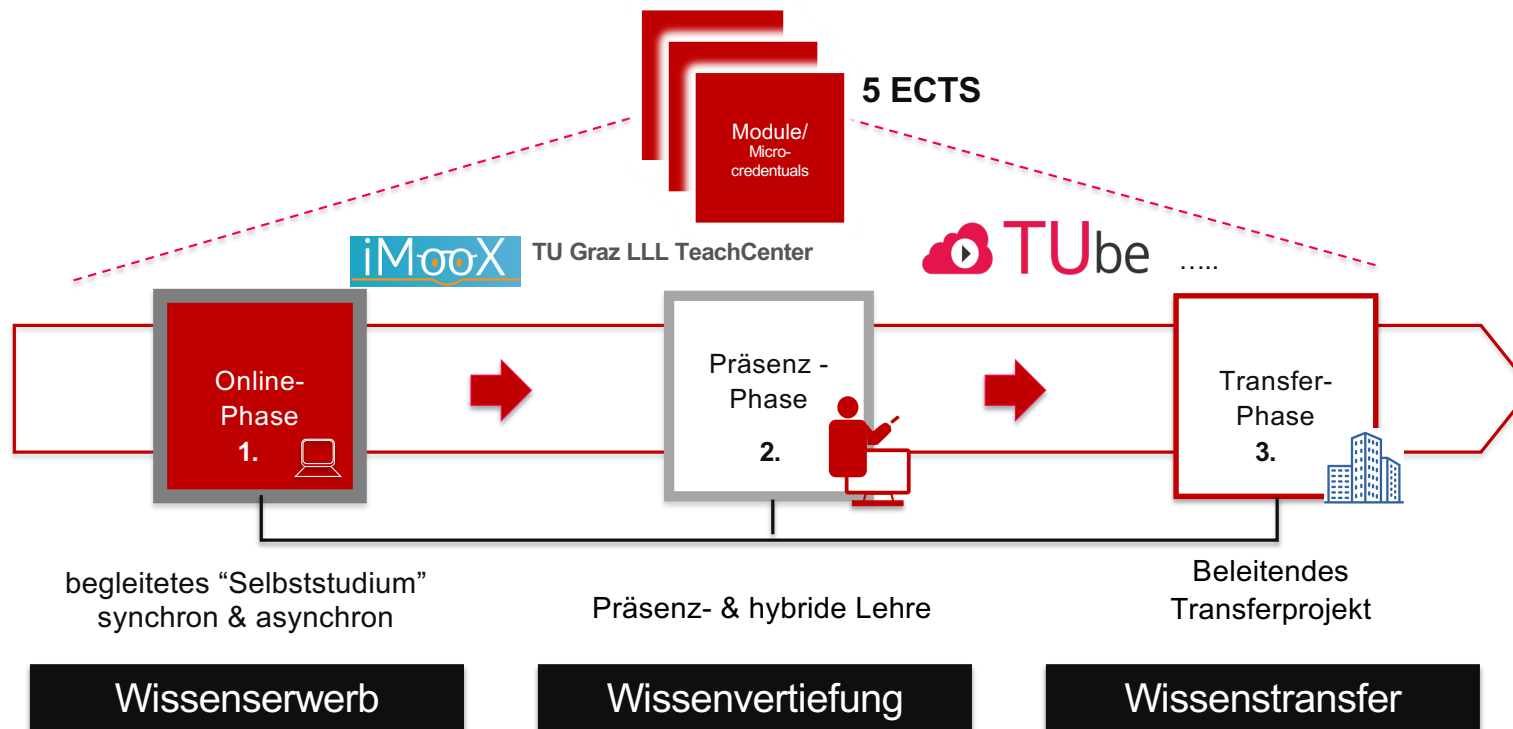 5 ECTS
Module/
Micro-
credentuals
iMooX
TU Graz LLL TeachCenter
TUbe
.....
Online-
Phase
1.
Präsenz -
Phase
2.
Transfer-
Phase
3.
begleitetes “Selbststudium”
synchron & asynchron
Präsenz- & hybride Lehre
Beleitendes
Transferprojekt
Wissenserwerb
Wissenvertiefung
Wissenstransfer